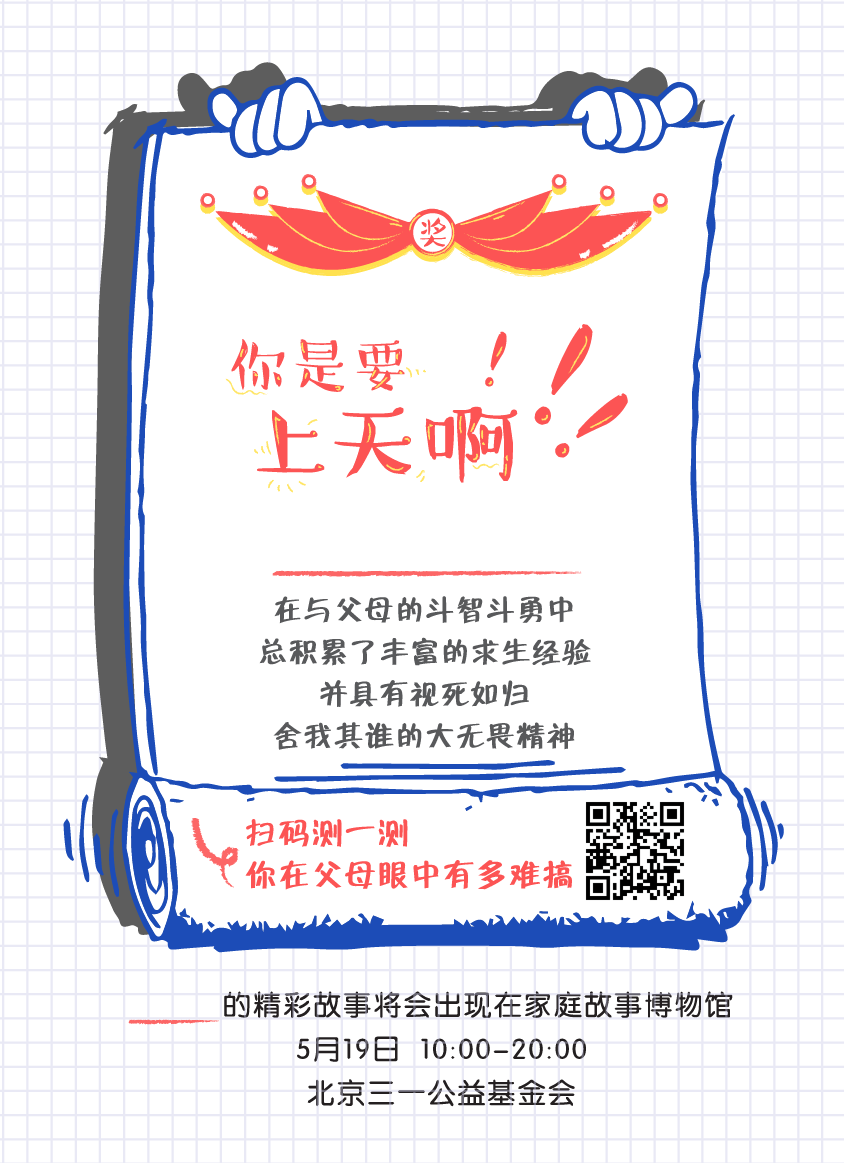 奖
你是要
上天啊!!!
在与父母的斗智斗勇中
总积累了丰富的求生经验
并具有视死如归
舍我其谁的大无畏精神
扫码测一测
你在父母眼中有多难搞
____的精彩故事将会出现在家庭故事博物馆
5月19日 10:00-20:00
北京三一公益基金会